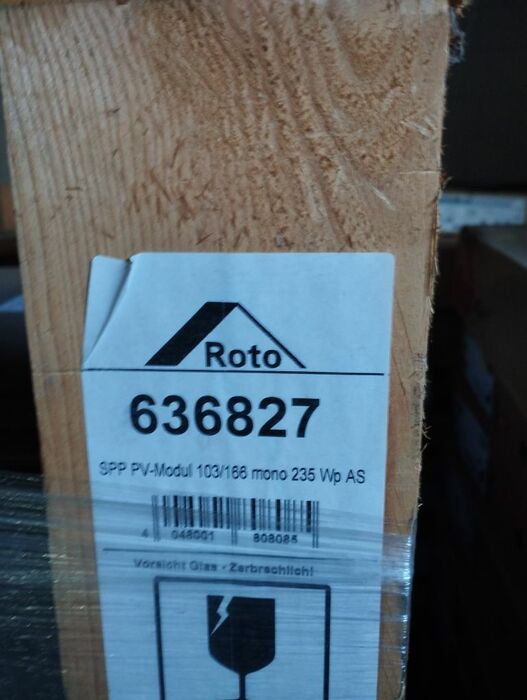 Roto
636827
SPP PV-Modul 103/166 mono 235 Wp AS
4 048001 808085
Vorsicht Glas - Zerbrechlich!